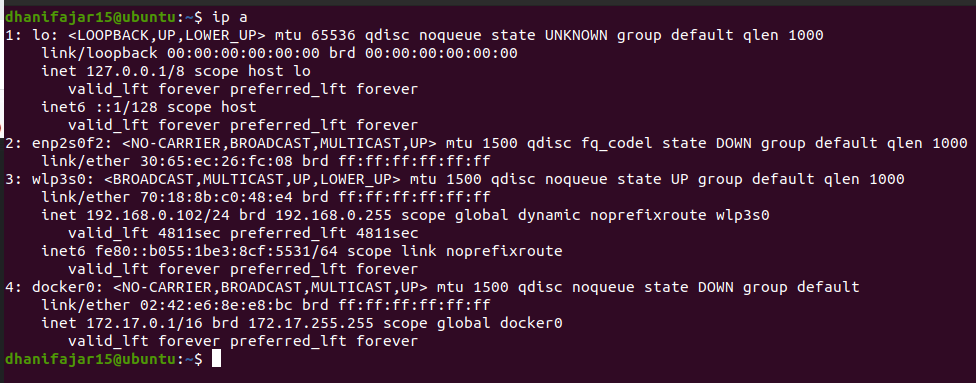 dhanifajar15@ubuntu:~$ ip a
1: lo: <LOOPBACK,UP,LOWER_UP> mtu 65536 qdisc noqueue state UNKNOWN group default qlen 1000
    link/loopback 00:00:00:00:00:00 brd 00:00:00:00:00:00
    inet 127.0.0.1/8 scope host lo
       valid_lft forever preferred_lft forever
    inet6 ::1/128 scope host
       valid_lft forever preferred_lft forever
2: enp2s0f2: <NO-CARRIER,BROADCAST,MULTICAST,UP> mtu 1500 qdisc fq_codel state DOWN group default qlen 1000
    link/ether 30:65:ec:26:fc:08 brd ff:ff:ff:ff:ff:ff
3: wlp3s0: <BROADCAST,MULTICAST,UP,LOWER_UP> mtu 1500 qdisc noqueue state UP group default qlen 1000
    link/ether 70:18:8b:c0:48:e4 brd ff:ff:ff:ff:ff:ff
    inet 192.168.0.102/24 brd 192.168.0.255 scope global dynamic noprefixroute wlp3s0
       valid_lft 4811sec preferred_lft 4811sec
    inet6 fe80::b055:1be3:8cf:5531/64 scope link noprefixroute
       valid_lft forever preferred_lft forever
4: docker0: <NO-CARRIER,BROADCAST,MULTICAST,UP> mtu 1500 qdisc noqueue state DOWN group default
    link/ether 02:42:e6:8e:e8:bc brd ff:ff:ff:ff:ff:ff
    inet 172.17.0.1/16 brd 172.17.255.255 scope global docker0
       valid_lft forever preferred_lft forever
dhanifajar15@ubuntu:~$